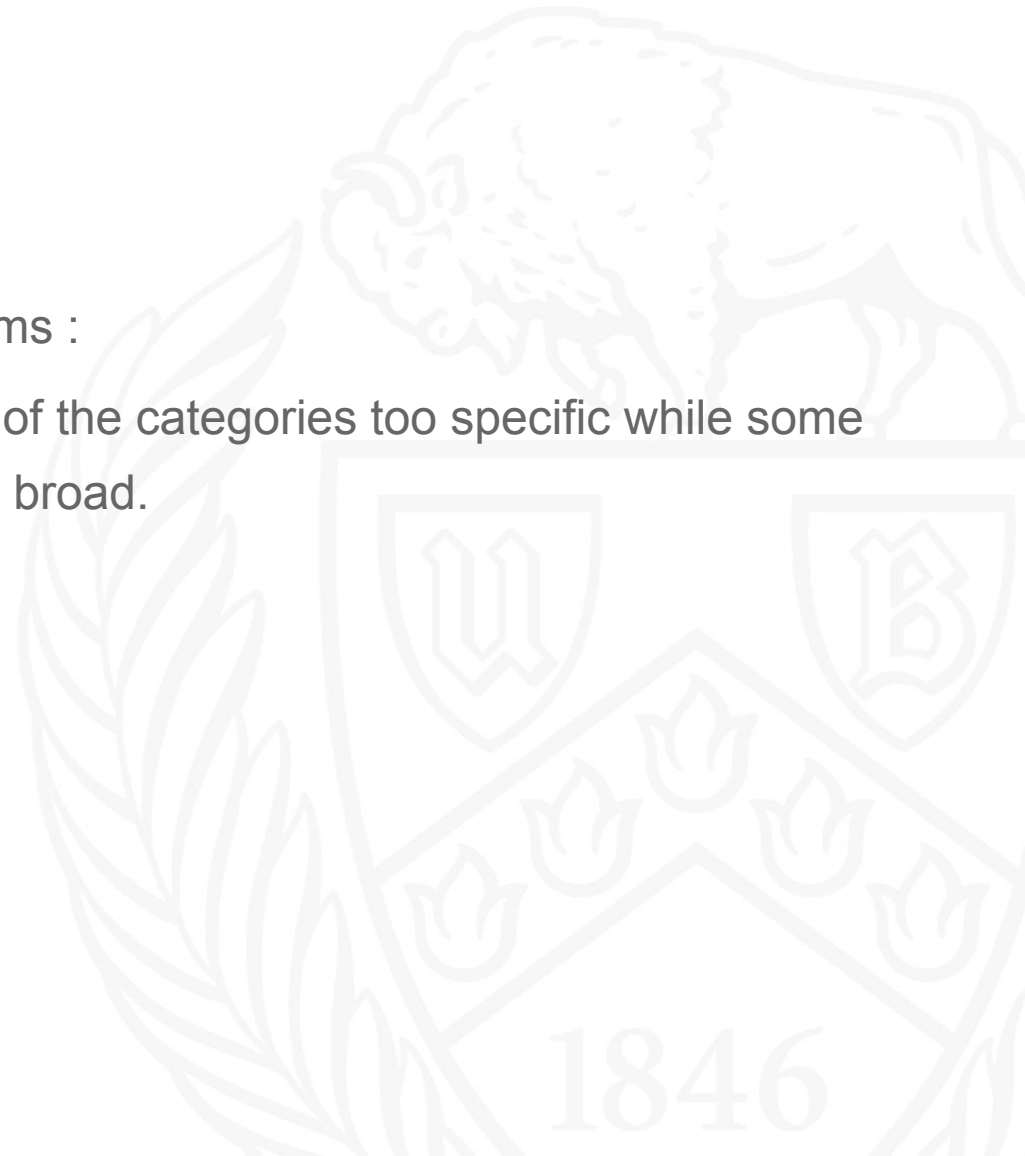 ms :
of the categories too specific while some
broad.
U B
1846